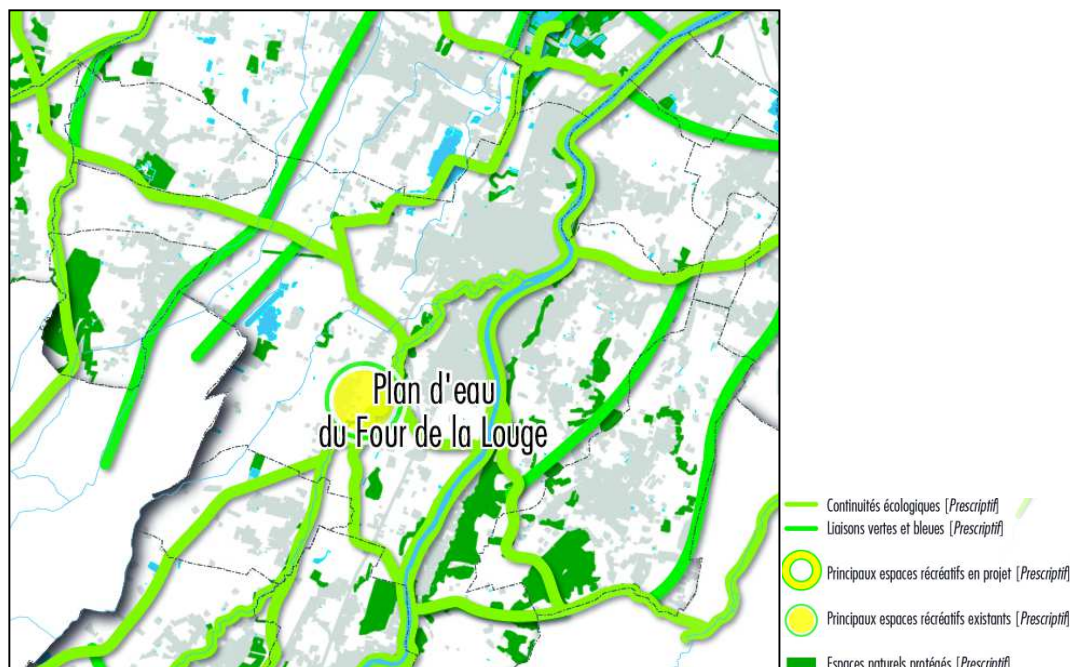 Plan d'eau
du Four de la Louge
Continuités écologiques [Prescriptif]
Liaisons vertes et bleues [Prescriptif]
Principaux espaces récréatifs en projet [Prescriptif]
Principaux espaces récréatifs existants [Prescriptif]
Espaces naturels protégés [Prescriptif]